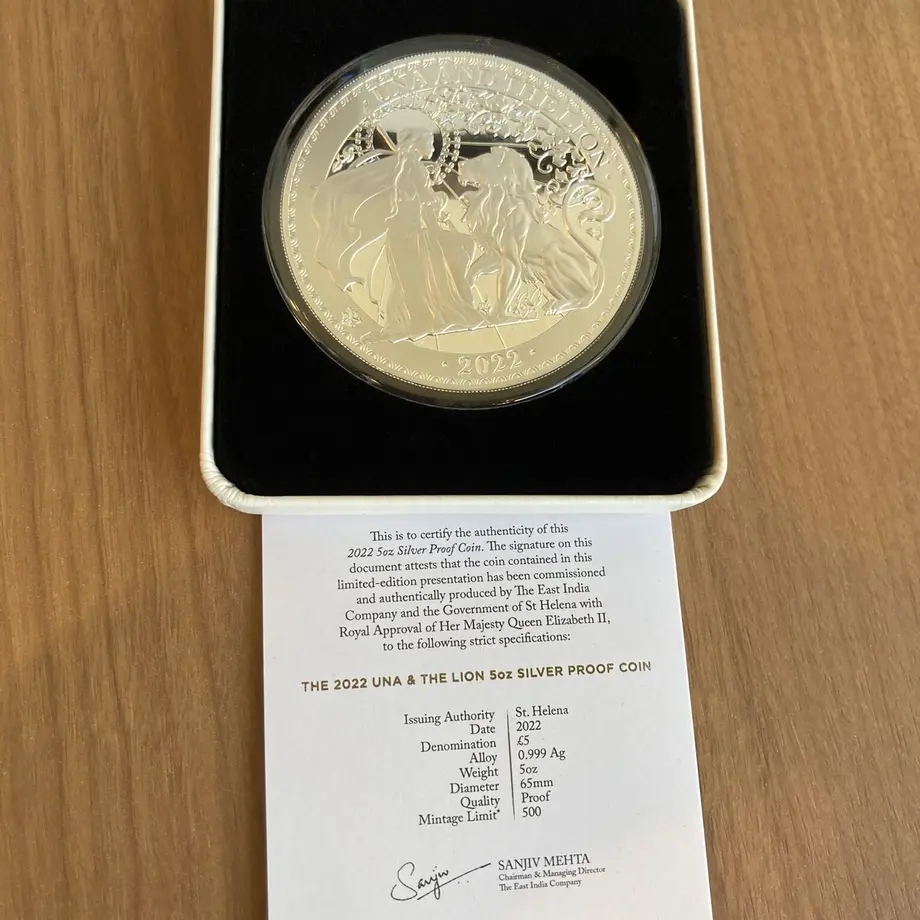 UNA AND THE LION
· 2022 ·
This is to certify the authenticity of this
2022 5oz Silver Proof Coin. The signature on this
document attests that the coin contained in this
limited-edition presentation has been commissioned
and authentically produced by The East India
Company and the Government of St Helena with
Royal Approval of Her Majesty Queen Elizabeth II,
to the following strict specifications:
THE 2022 UNA & THE LION 5oz SILVER PROOF COIN
Issuing Authority St. Helena
Date 2022
Denomination £5
Alloy 0.999 Ag
Weight 5oz
Diameter 65mm
Quality Proof
Mintage Limit* 500
Sanjiv
SANJIV MEHTA
Chairman & Managing Director
The East India Company